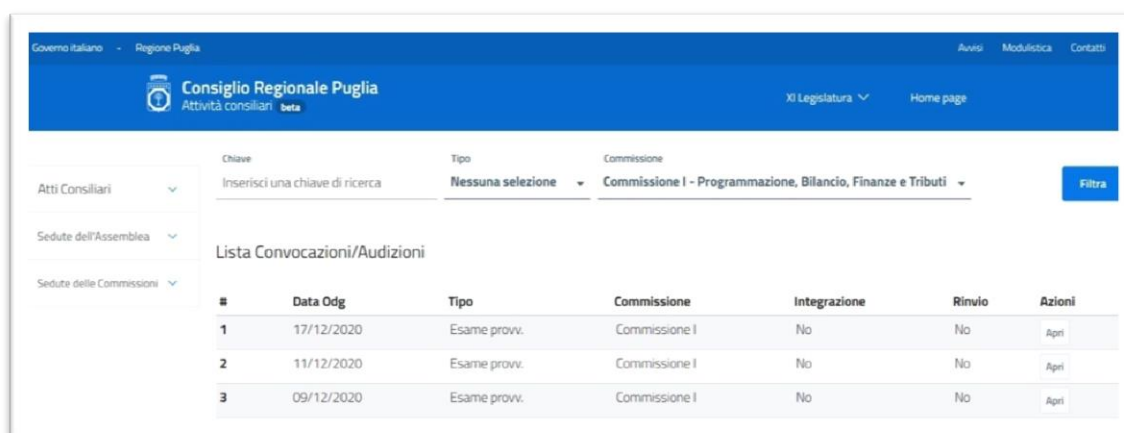 Governo italiano - Regione Puglia Avvisi Modulistica Contatti
Consiglio Regionale Puglia
Attività consiliari beta
XI Legislatura Home page
Chiave Tipo Commissione
Atti Consiliari Inserisci una chiave di ricerca Nessuna selezione Commissione I - Programmazione, Bilancio, Finanze e Tributi Filtra
Sedute dell'Assemblea
Lista Convocazioni/Audizioni
Sedute delle Commissioni
# Data Odg Tipo Commissione Integrazione Rinvio Azioni
1 17/12/2020 Esame provv. Commissione I No No Apri
2 11/12/2020 Esame provv. Commissione I No No Apri
3 09/12/2020 Esame provv. Commissione I No No Apri